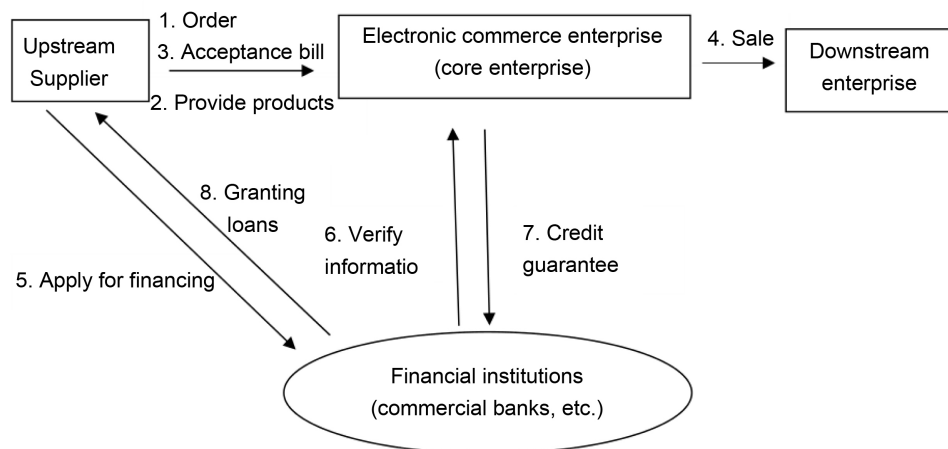 1. Order
3. Acceptance bill
2. Provide products
Upstream
Supplier
Electronic commerce enterprise
(core enterprise)
4. Sale
Downstream
enterprise
8. Granting
loans
5. Apply for financing
6. Verify
informatio
7. Credit
guarantee
Financial institutions
(commercial banks, etc.)